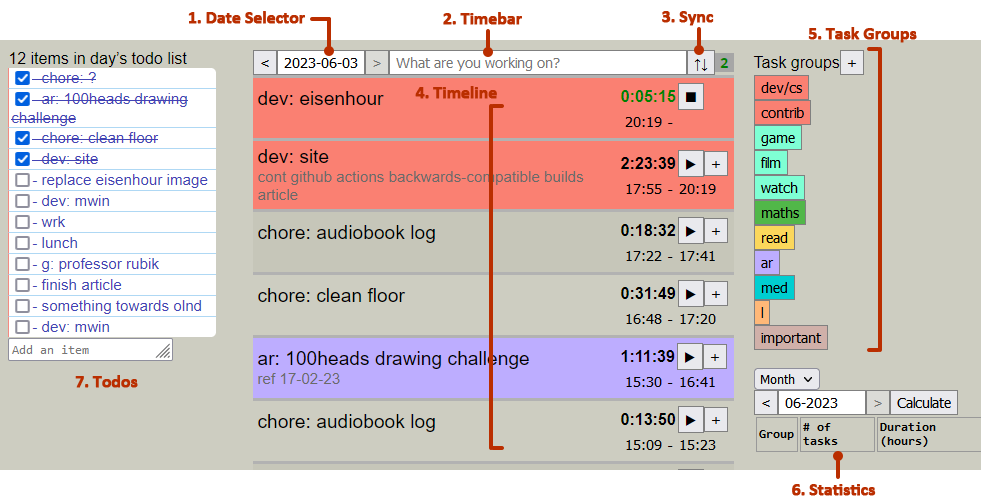 1. Date Selector
2. Timebar
3. Sync
5. Task Groups
12 items in day's todo list
chore: ?
ar: 100heads drawing
challenge
chore: clean floor
dev: site
- replace eisenhour image
- dev: mwin
- wrk
- lunch
- g: professor rubik
- finish article
- something towards olnd
- dev: mwin
Add an item
7. Todos
< 2023-06-03 > What are you working on? ↑↓ 2
4. Timeline
dev: eisenhour 0:05:15
20:19 -
dev: site 2:23:39 +
cont github actions backwards-compatible builds
article
17:55 - 20:19
chore: audiobook log 0:18:32 +
17:22 - 17:41
chore: clean floor 0:31:49 +
16:48 - 17:20
ar: 100heads drawing challenge 1:11:39 +
ref 17-02-23
15:30 - 16:41
chore: audiobook log 0:13:50 +
15:09 - 15:23
Task groups +
dev/cs
contrib
game
film
watch
maths
read
ar
med
l
important
Month
< 06-2023 > Calculate
Group # of tasks Duration (hours)
6. Statistics